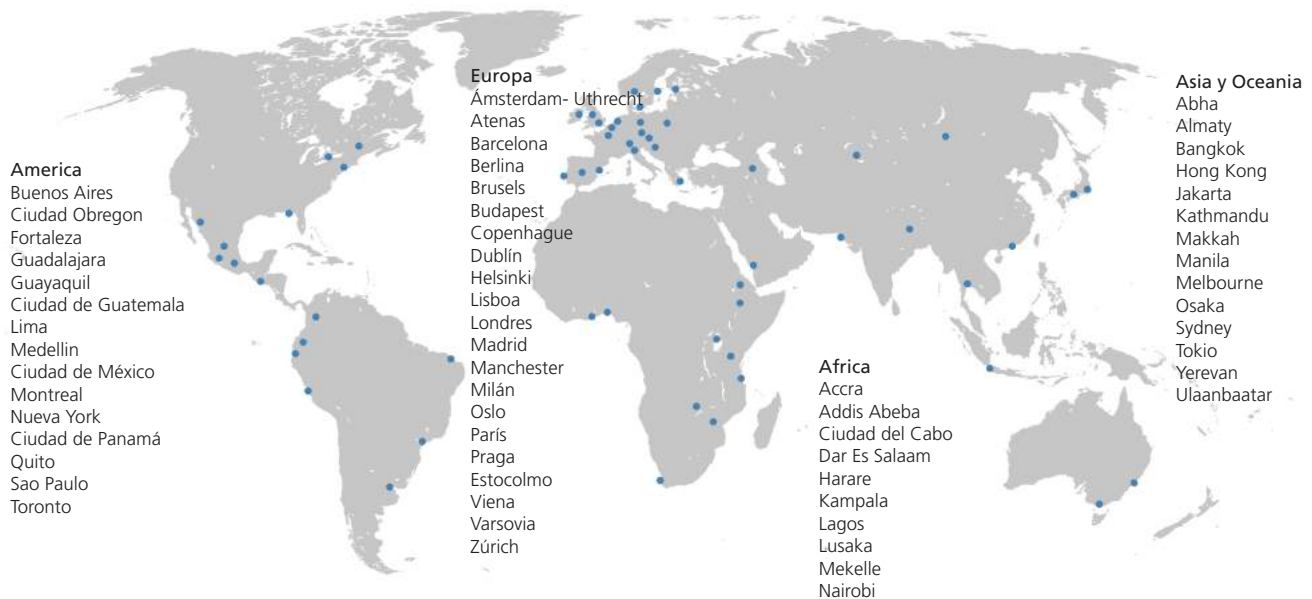 America
Buenos Aires
Ciudad Obregon
Fortaleza
Guadalajara
Guayaquil
Ciudad de Guatemala
Lima
Medellin
Ciudad de México
Montreal
Nueva York
Ciudad de Panamá
Quito
Sao Paulo
Toronto
Europa
Ámsterdam- Uthrecht
Atenas
Barcelona
Berlina
Brusels
Budapest
Copenhague
Dublín
Helsinki
Lisboa
Londres
Madrid
Manchester
Milán
Oslo
París
Praga
Estocolmo
Viena
Varsovia
Zúrich
Africa
Accra
Addis Abeba
Ciudad del Cabo
Dar Es Salaam
Harare
Kampala
Lagos
Lusaka
Mekelle
Nairobi
Asia y Oceania
Abha
Almaty
Bangkok
Hong Kong
Jakarta
Kathmandu
Makkah
Manila
Melbourne
Osaka
Sydney
Tokio
Yerevan
Ulaanbaatar